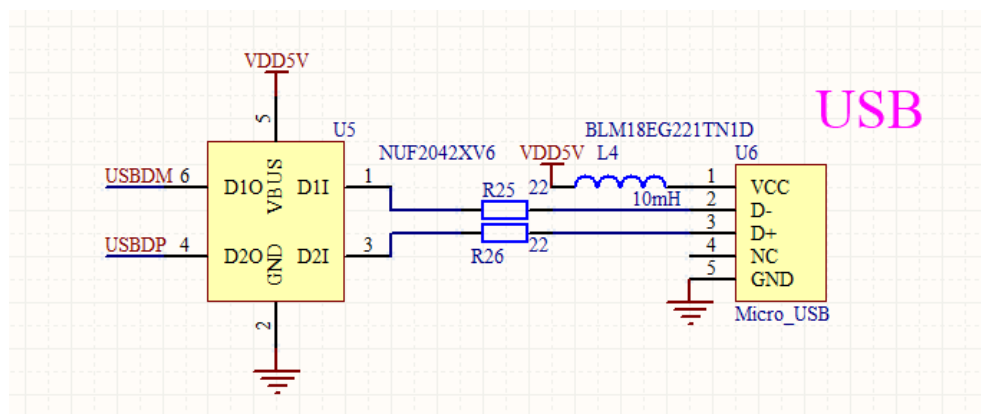 VDD5V
5
U5
USBDM 6
D1O
VBUS
D1I
1
USBDP 4
D2O
GND
D2I
3
2
NUF2042XV6
R25
22
R26
22
VDD5V
BLM18EG221TN1D
L4
10mH
USB
U6
1 VCC
2 D-
3 D+
4 NC
5 GND
Micro_USB